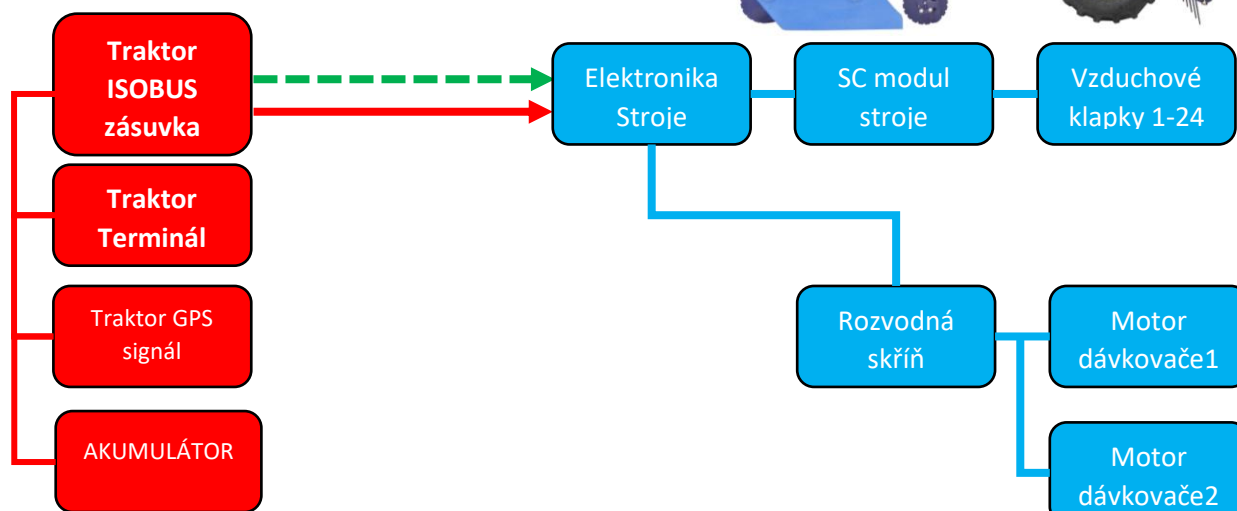 Traktor
ISOBUS
zásuvka
Traktor
Terminál
Traktor GPS
signál
AKUMULÁTOR
Elektronika
Stroje
SC modul
stroje
Vzduchové
klapky 1-24
Rozvodná
skříň
Motor
dávkovače1
Motor
dávkovače2